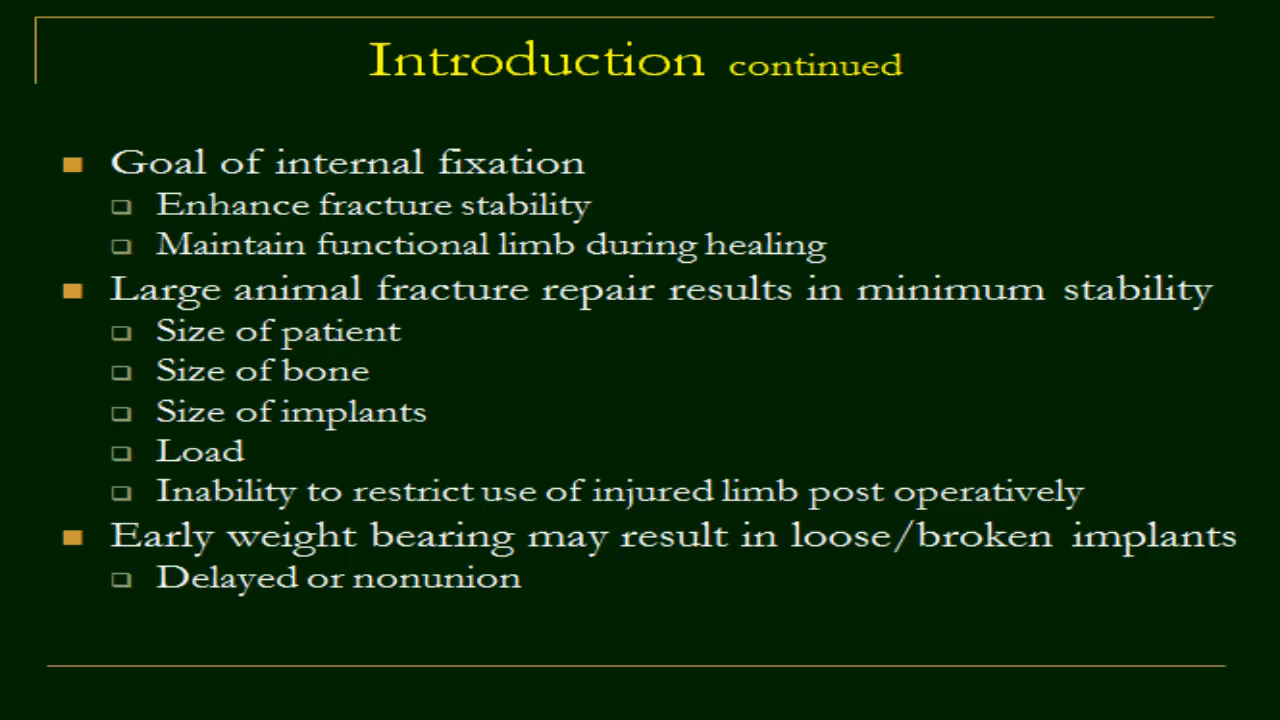 Introduction continued
Goal of internal fixation
Enhance fracture stability
Maintain functional limb during healing
Large animal fracture repair results in minimum stability
Size of patient
Size of bone
Size of implants
Load
Inability to restrict use of injured limb post operatively
Early weight bearing may result in loose/broken implants
Delayed or nonunion